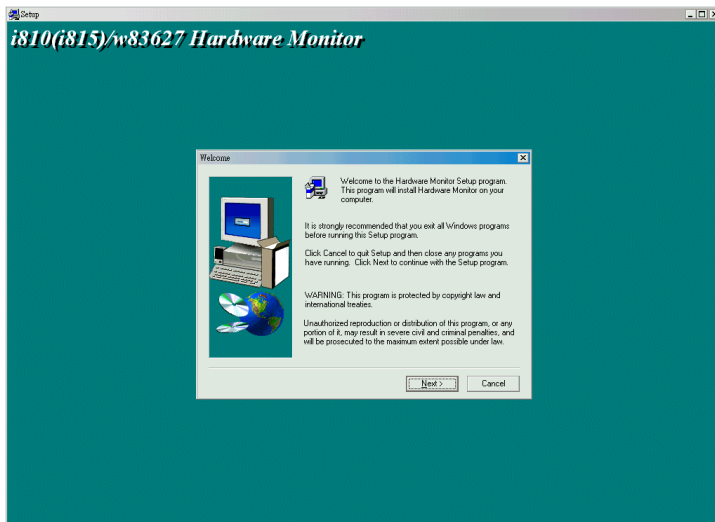 Setup
i810(i815)/w83627 Hardware Monitor
Welcome
Welcome to the Hardware Monitor Setup program.
This program will install Hardware Monitor on your
computer.
It is strongly recommended that you exit all Windows programs
before running this Setup program.
Click Cancel to quit Setup and then close any programs you
have running. Click Next to continue with the Setup program.
WARNING: This program is protected by copyright law and
international treaties.
Unauthorized reproduction or distribution of this program, or any
portion of it, may result in severe civil and criminal penalties, and
will be prosecuted to the maximum extent possible under law.
Next >
Cancel